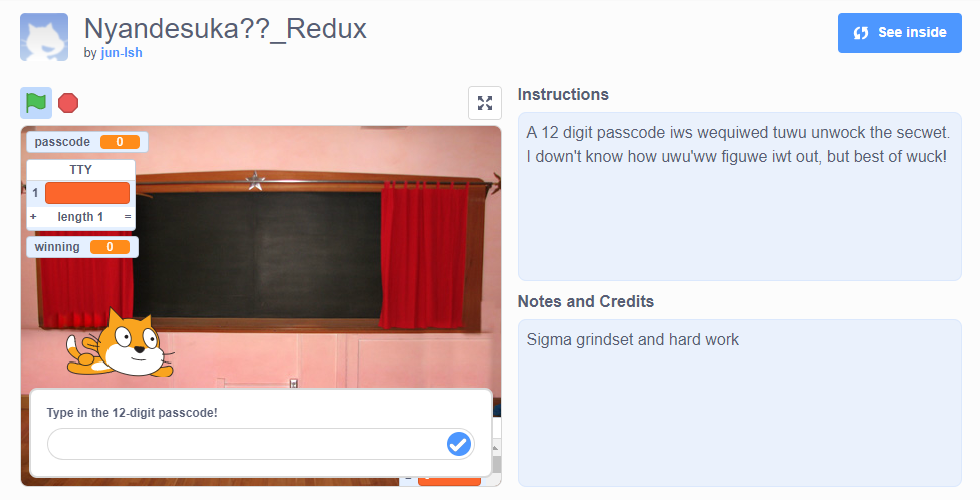 Nyandesuka??_Redux
by jun-lsh
See inside
passcode 0
TTY
1
+ length 1 =
winning 0
Type in the 12-digit passcode!
Instructions
A 12 digit passcode iws wequiwed tuwu unwock the secwet.
I down't know how uwu'ww figuwe iwt out, but best of wuck!
Notes and Credits
Sigma grindset and hard work